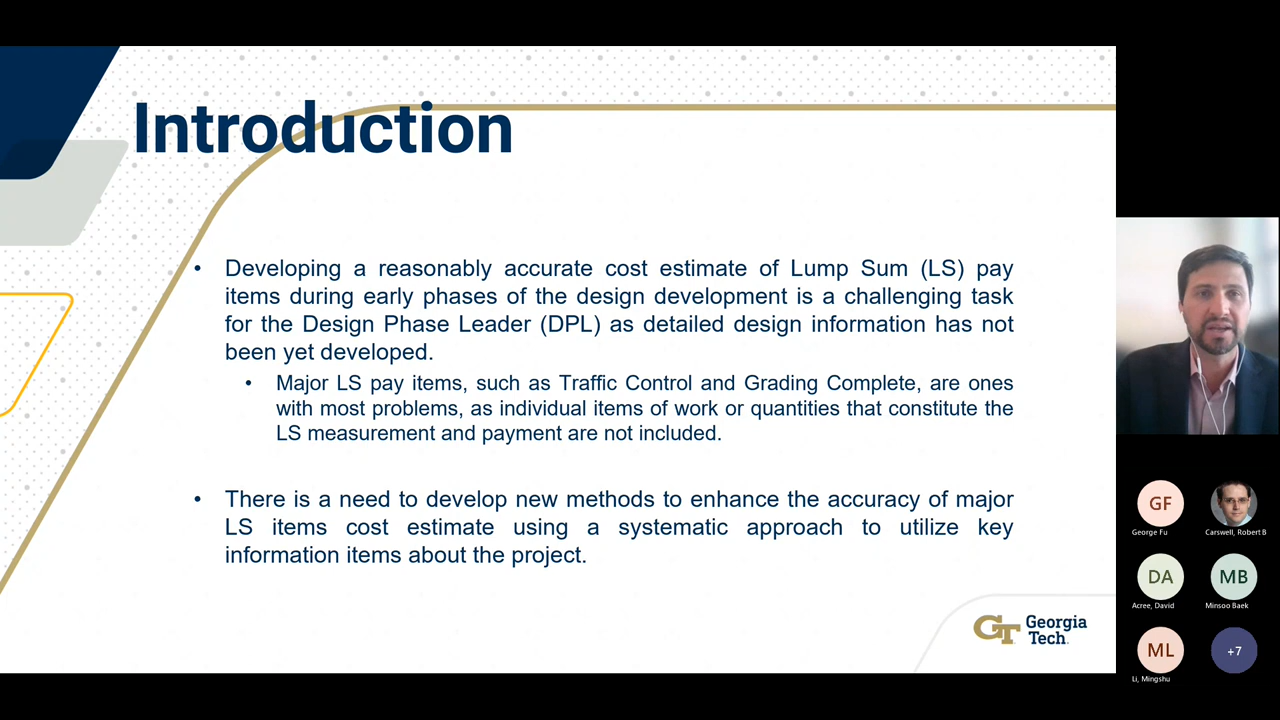 Introduction
• Developing a reasonably accurate cost estimate of Lump Sum (LS) pay
items during early phases of the design development is a challenging task
for the Design Phase Leader (DPL) as detailed design information has not
been yet developed.
• Major LS pay items, such as Traffic Control and Grading Complete, are ones
with most problems, as individual items of work or quantities that constitute the
LS measurement and payment are not included.
• There is a need to develop new methods to enhance the accuracy of major
LS items cost estimate using a systematic approach to utilize key
information items about the project.
GT Georgia
Tech
GF
George Fu
Carswell, Robert B
DA
Acree, David
MB
Minsoo Baek
ML
Li, Mingshu
+7